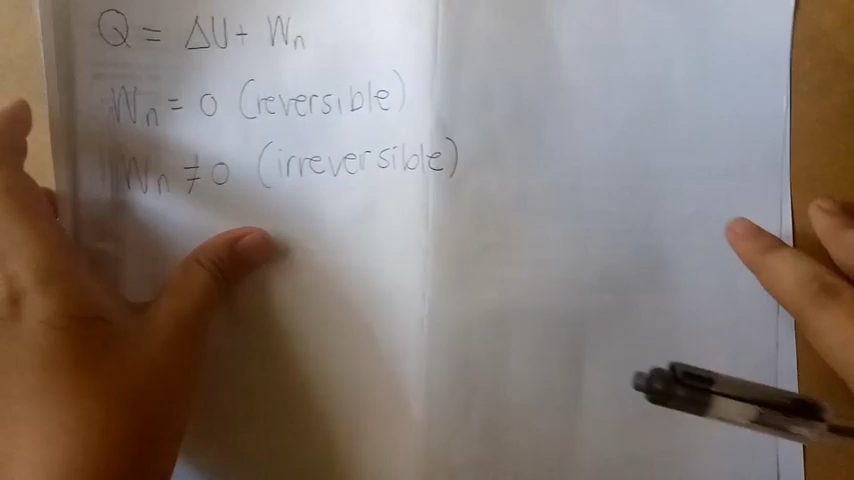 Q = ΔU + Wn
Wn = 0 (reversible)
Wn ≠ 0 (irreversible)